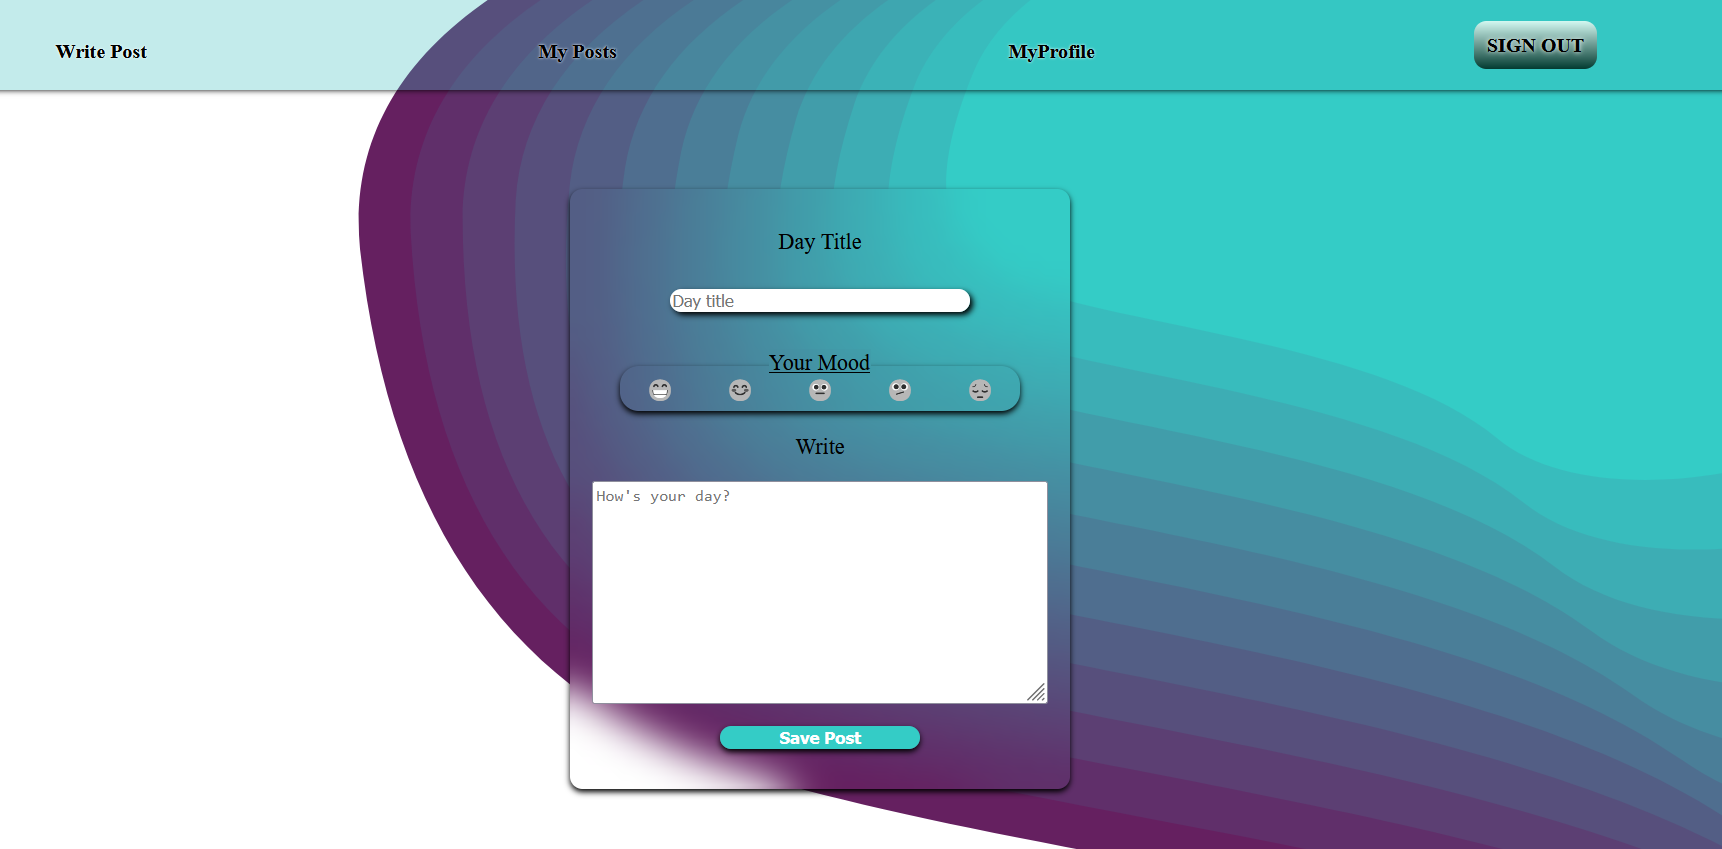 Write Post
My Posts
MyProfile
SIGN OUT
Day Title
Day title
Your Mood
Write
How's your day?
Save Post